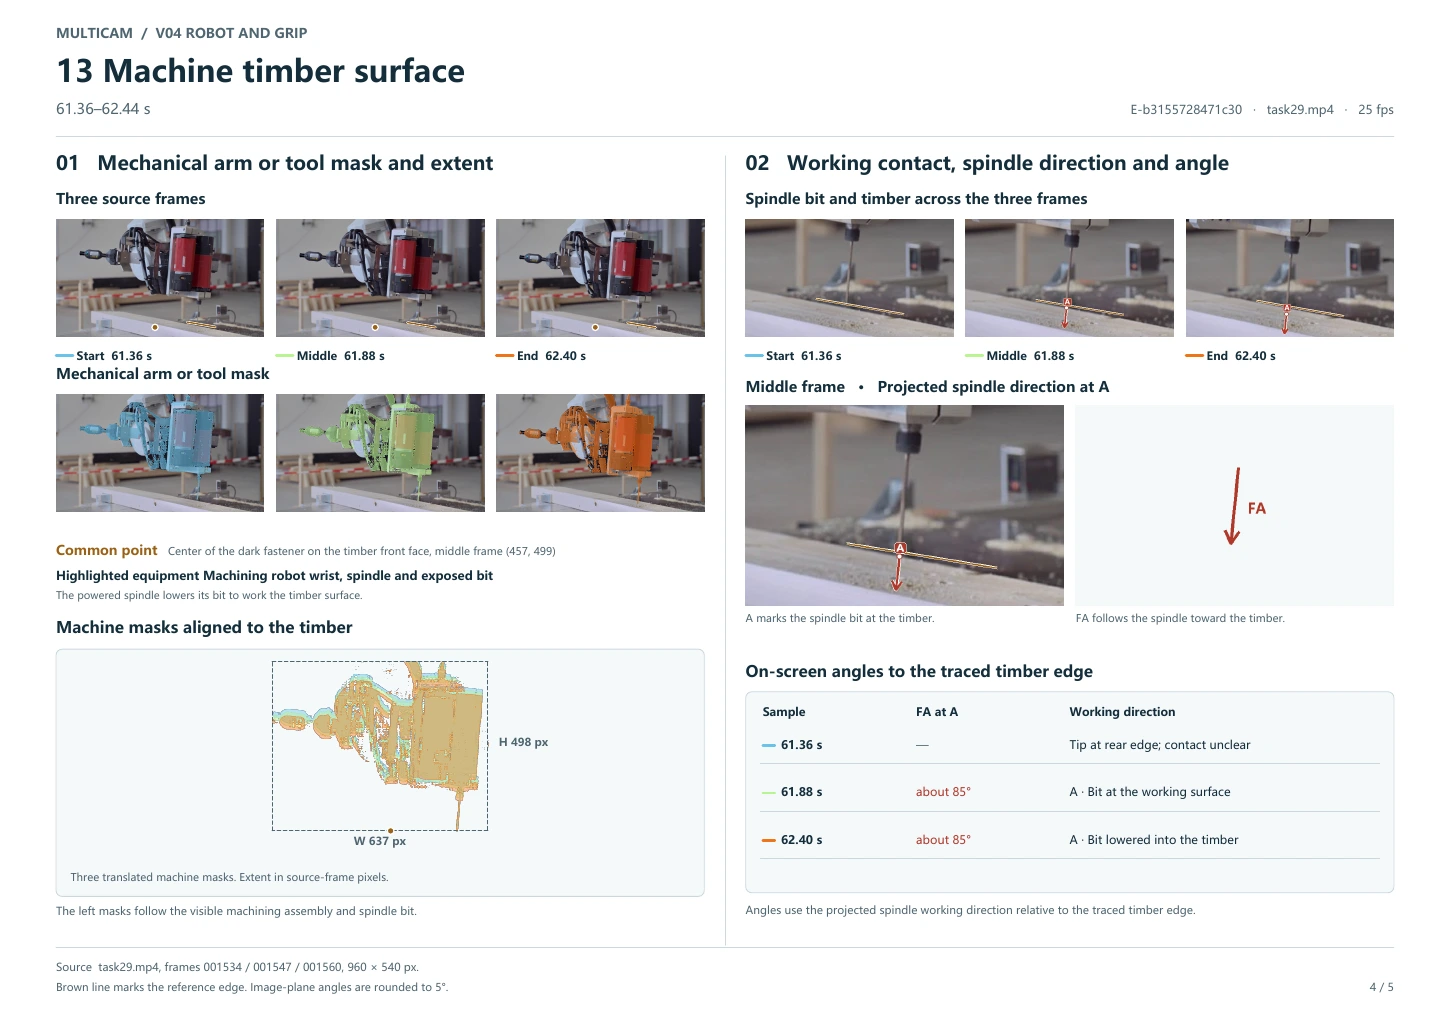 MULTICAM / V04 ROBOT AND GRIP
13 Machine timber surface
61.36–62.44 s
E-b3155728471c30 · task29.mp4 · 25 fps
01 Mechanical arm or tool mask and extent
Three source frames
Start 61.36 s
Middle 61.88 s
End 62.40 s
Mechanical arm or tool mask
Common point Center of the dark fastener on the timber front face, middle frame (457, 499)
Highlighted equipment Machining robot wrist, spindle and exposed bit
The powered spindle lowers its bit to work the timber surface.
Machine masks aligned to the timber
H 498 px
W 637 px
Three translated machine masks. Extent in source-frame pixels.
The left masks follow the visible machining assembly and spindle bit.
02 Working contact, spindle direction and angle
Spindle bit and timber across the three frames
A
A
Start 61.36 s
Middle 61.88 s
End 62.40 s
Middle frame • Projected spindle direction at A
A
FA
A marks the spindle bit at the timber.
FA follows the spindle toward the timber.
On-screen angles to the traced timber edge
Sample FA at A Working direction
61.36 s — Tip at rear edge; contact unclear
61.88 s about 85° A · Bit at the working surface
62.40 s about 85° A · Bit lowered into the timber
Angles use the projected spindle working direction relative to the traced timber edge.
Source task29.mp4, frames 001534 / 001547 / 001560, 960 × 540 px.
Brown line marks the reference edge. Image-plane angles are rounded to 5°.
4 / 5